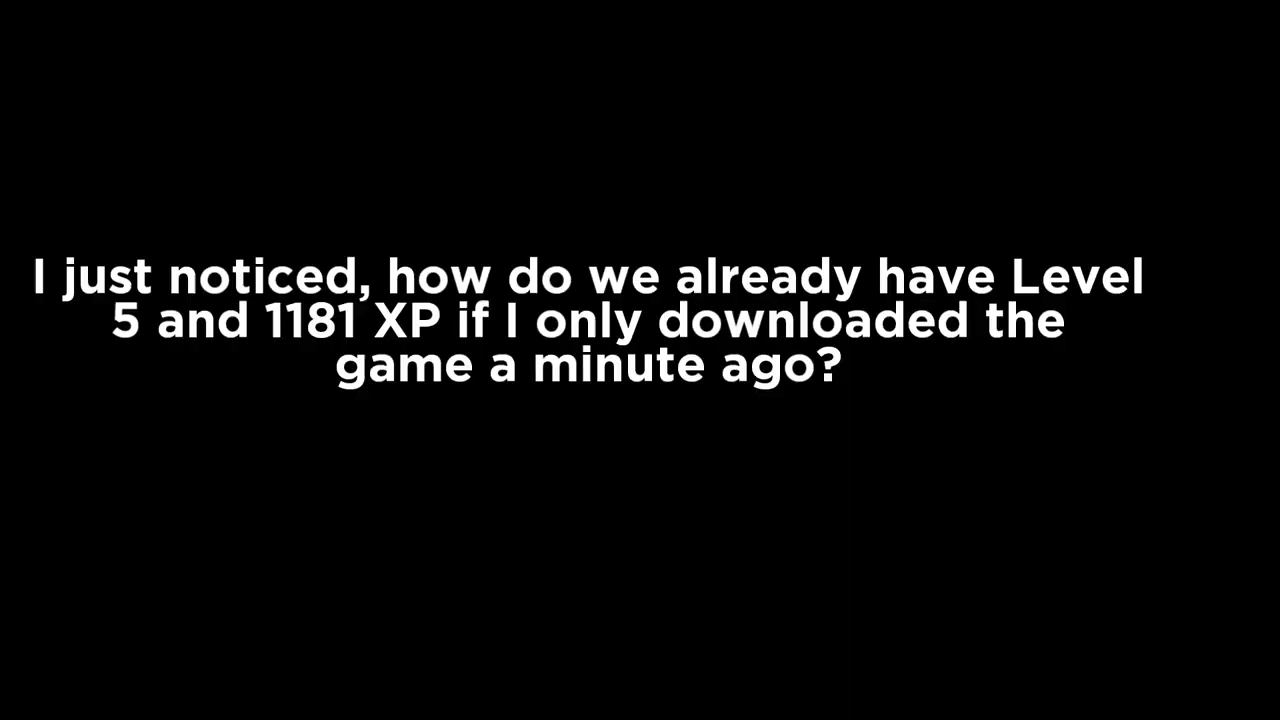 I just noticed, how do we already have Level
5 and 1181 XP if I only downloaded the
game a minute ago?